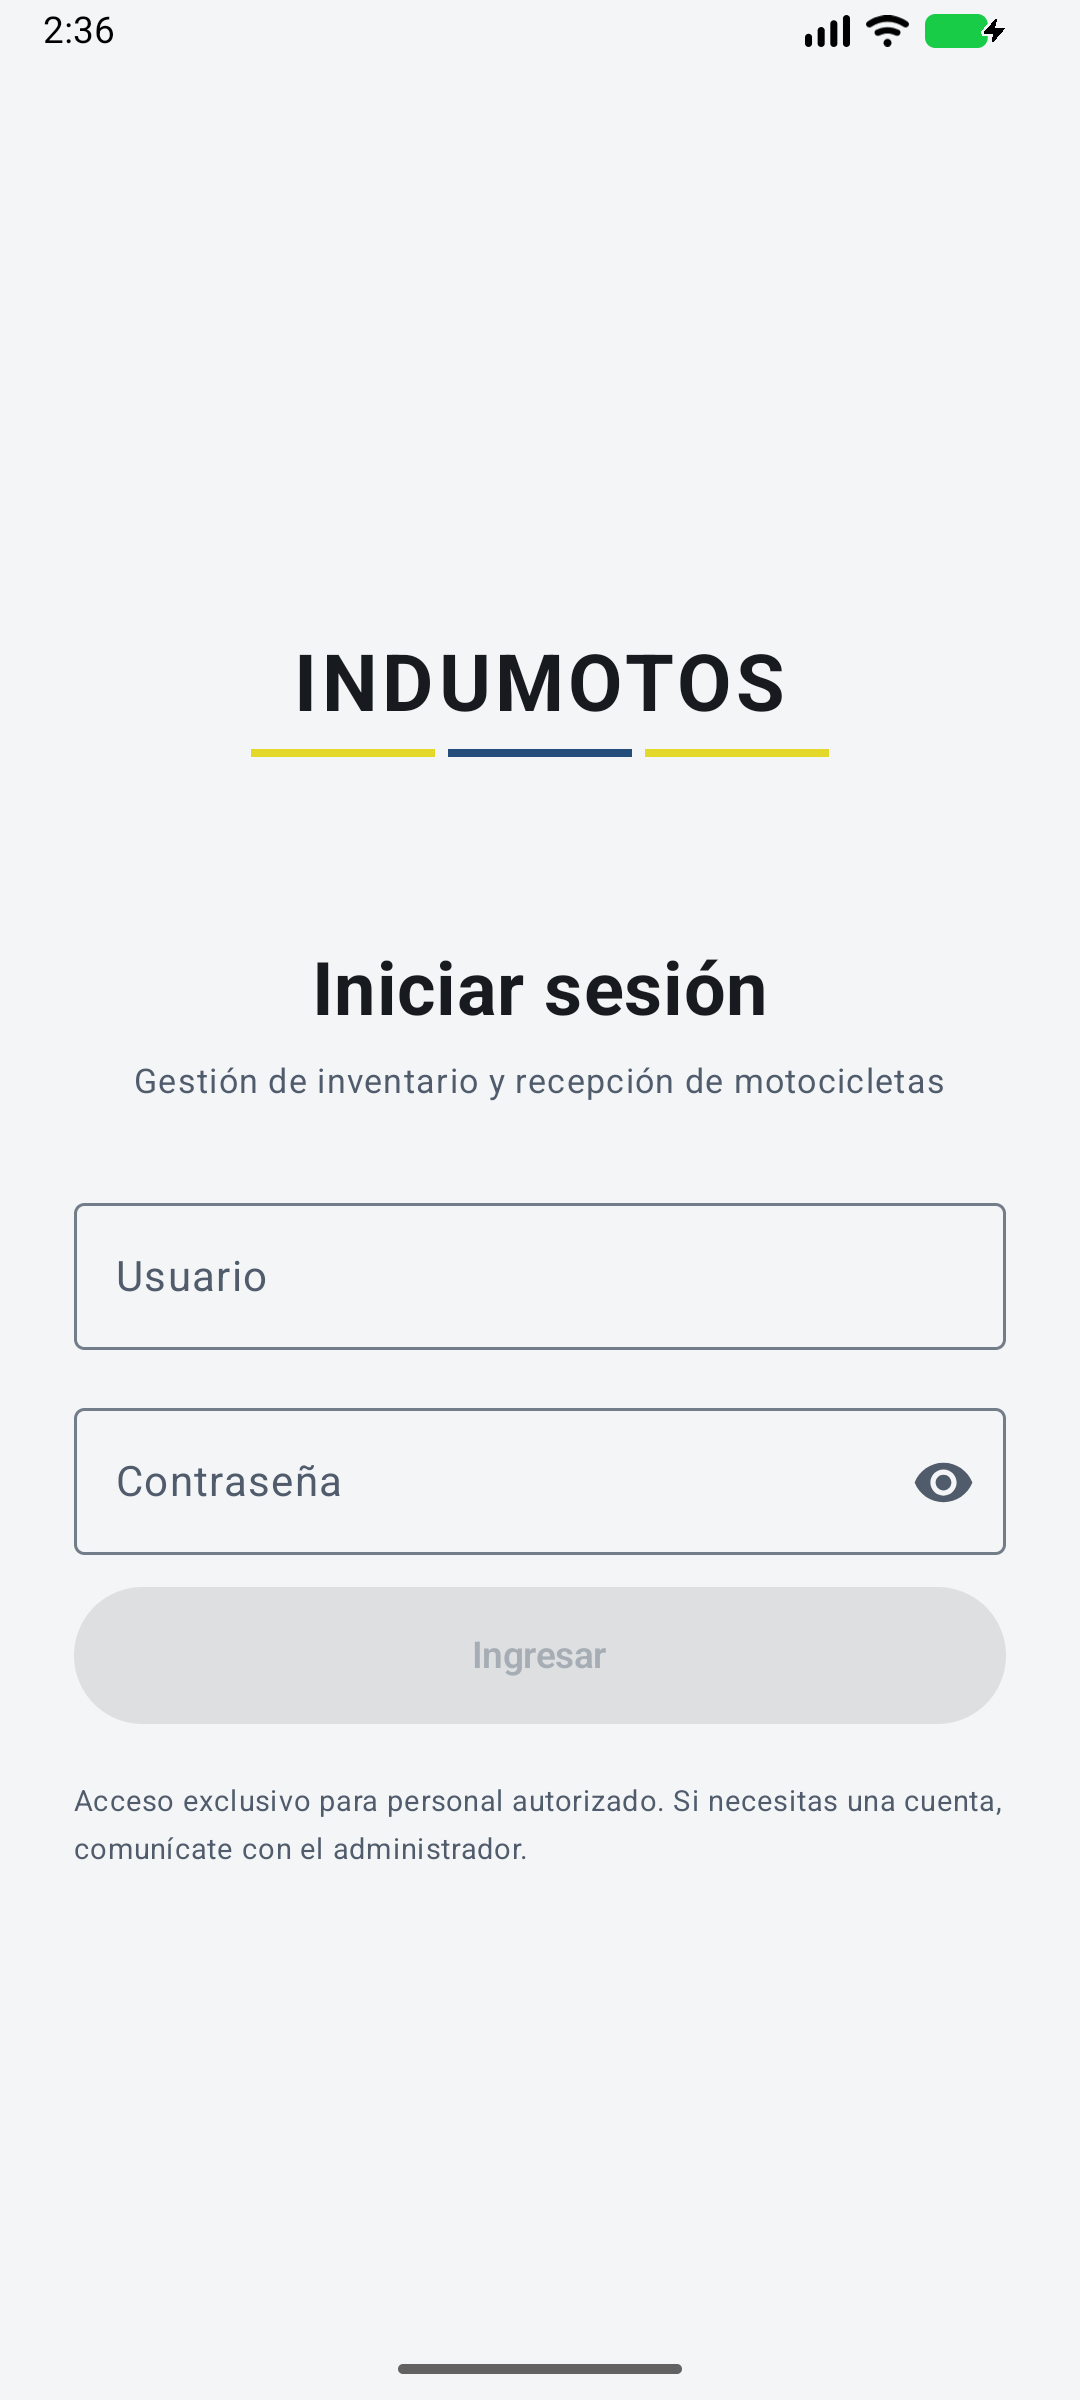 2:36
INDUMOTOS
Iniciar sesión
Gestión de inventario y recepción de motocicletas
Usuario
Contraseña
Ingresar
Acceso exclusivo para personal autorizado. Si necesitas una cuenta,
comunícate con el administrador.